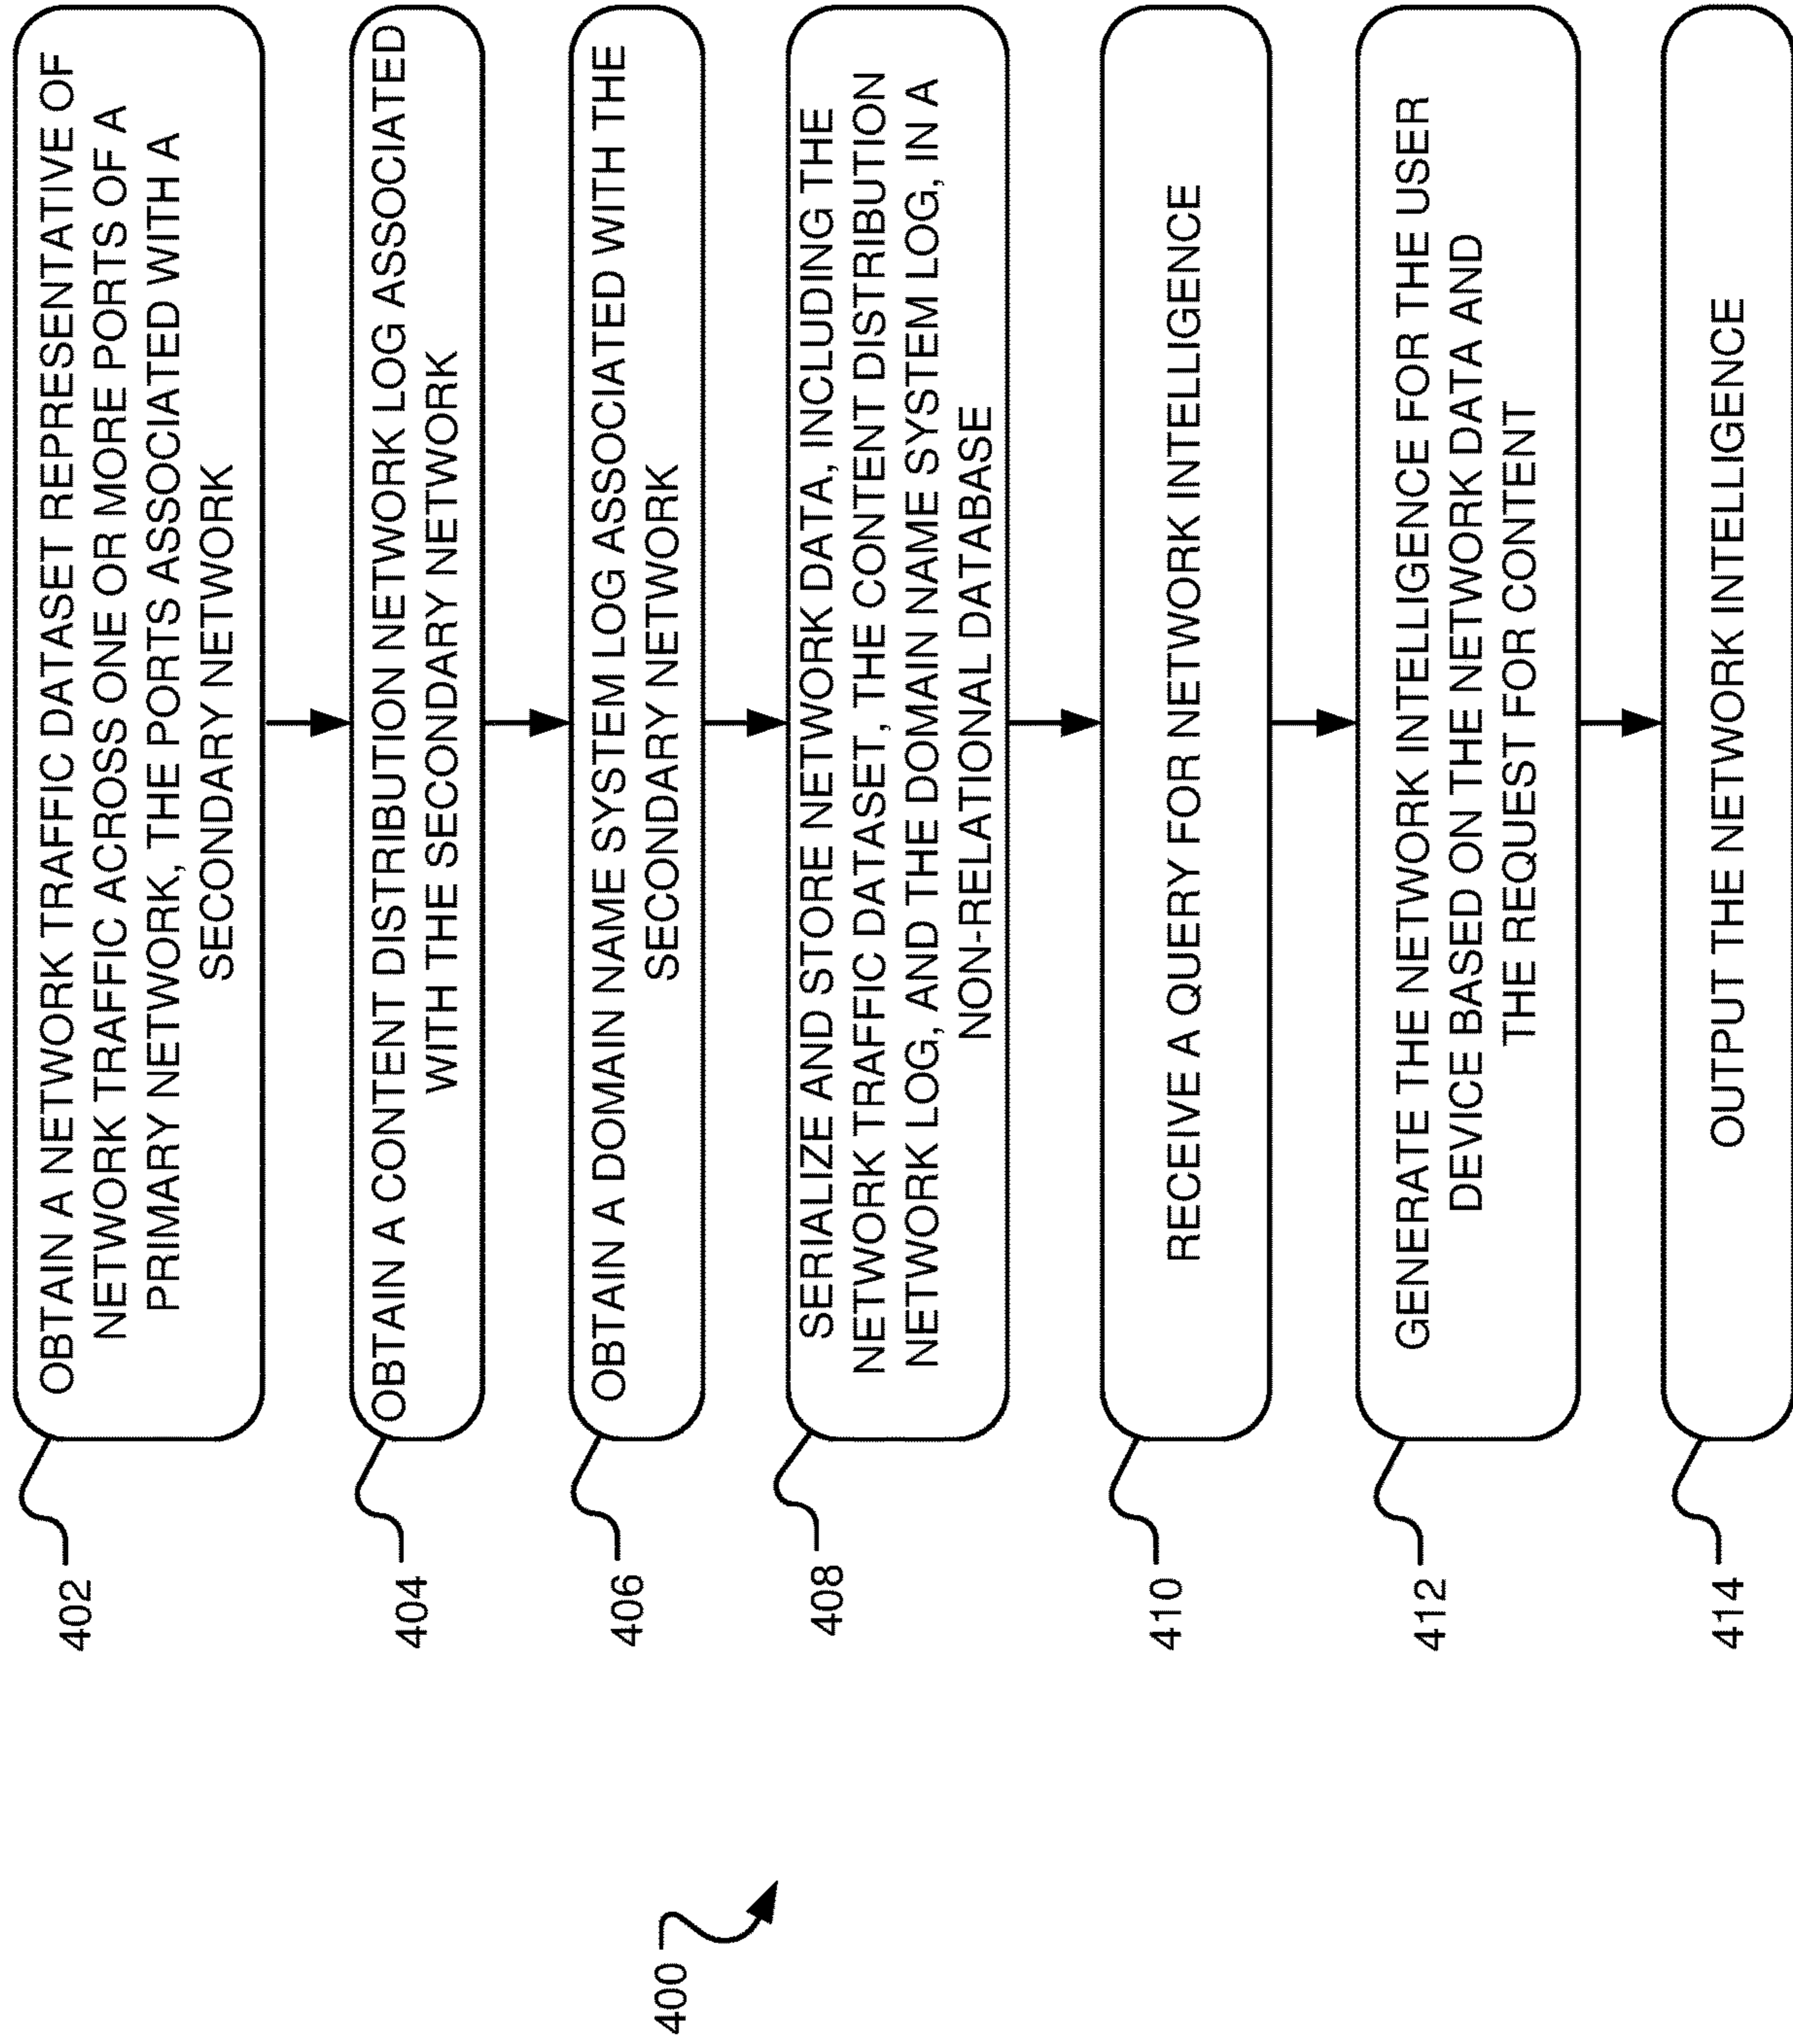 400
402
OBTAIN A NETWORK TRAFFIC DATASET REPRESENTATIVE OF
NETWORK TRAFFIC ACROSS ONE OR MORE PORTS OF A
PRIMARY NETWORK, THE PORTS ASSOCIATED WITH A
SECONDARY NETWORK
404
OBTAIN A CONTENT DISTRIBUTION NETWORK LOG ASSOCIATED
WITH THE SECONDARY NETWORK
406
OBTAIN A DOMAIN NAME SYSTEM LOG ASSOCIATED WITH THE
SECONDARY NETWORK
408
SERIALIZE AND STORE NETWORK DATA, INCLUDING THE
NETWORK TRAFFIC DATASET, THE CONTENT DISTRIBUTION
NETWORK LOG, AND THE DOMAIN NAME SYSTEM LOG, IN A
NON-RELATIONAL DATABASE
410
RECEIVE A QUERY FOR NETWORK INTELLIGENCE
412
GENERATE THE NETWORK INTELLIGENCE FOR THE USER
DEVICE BASED ON THE NETWORK DATA AND
THE REQUEST FOR CONTENT
414
OUTPUT THE NETWORK INTELLIGENCE